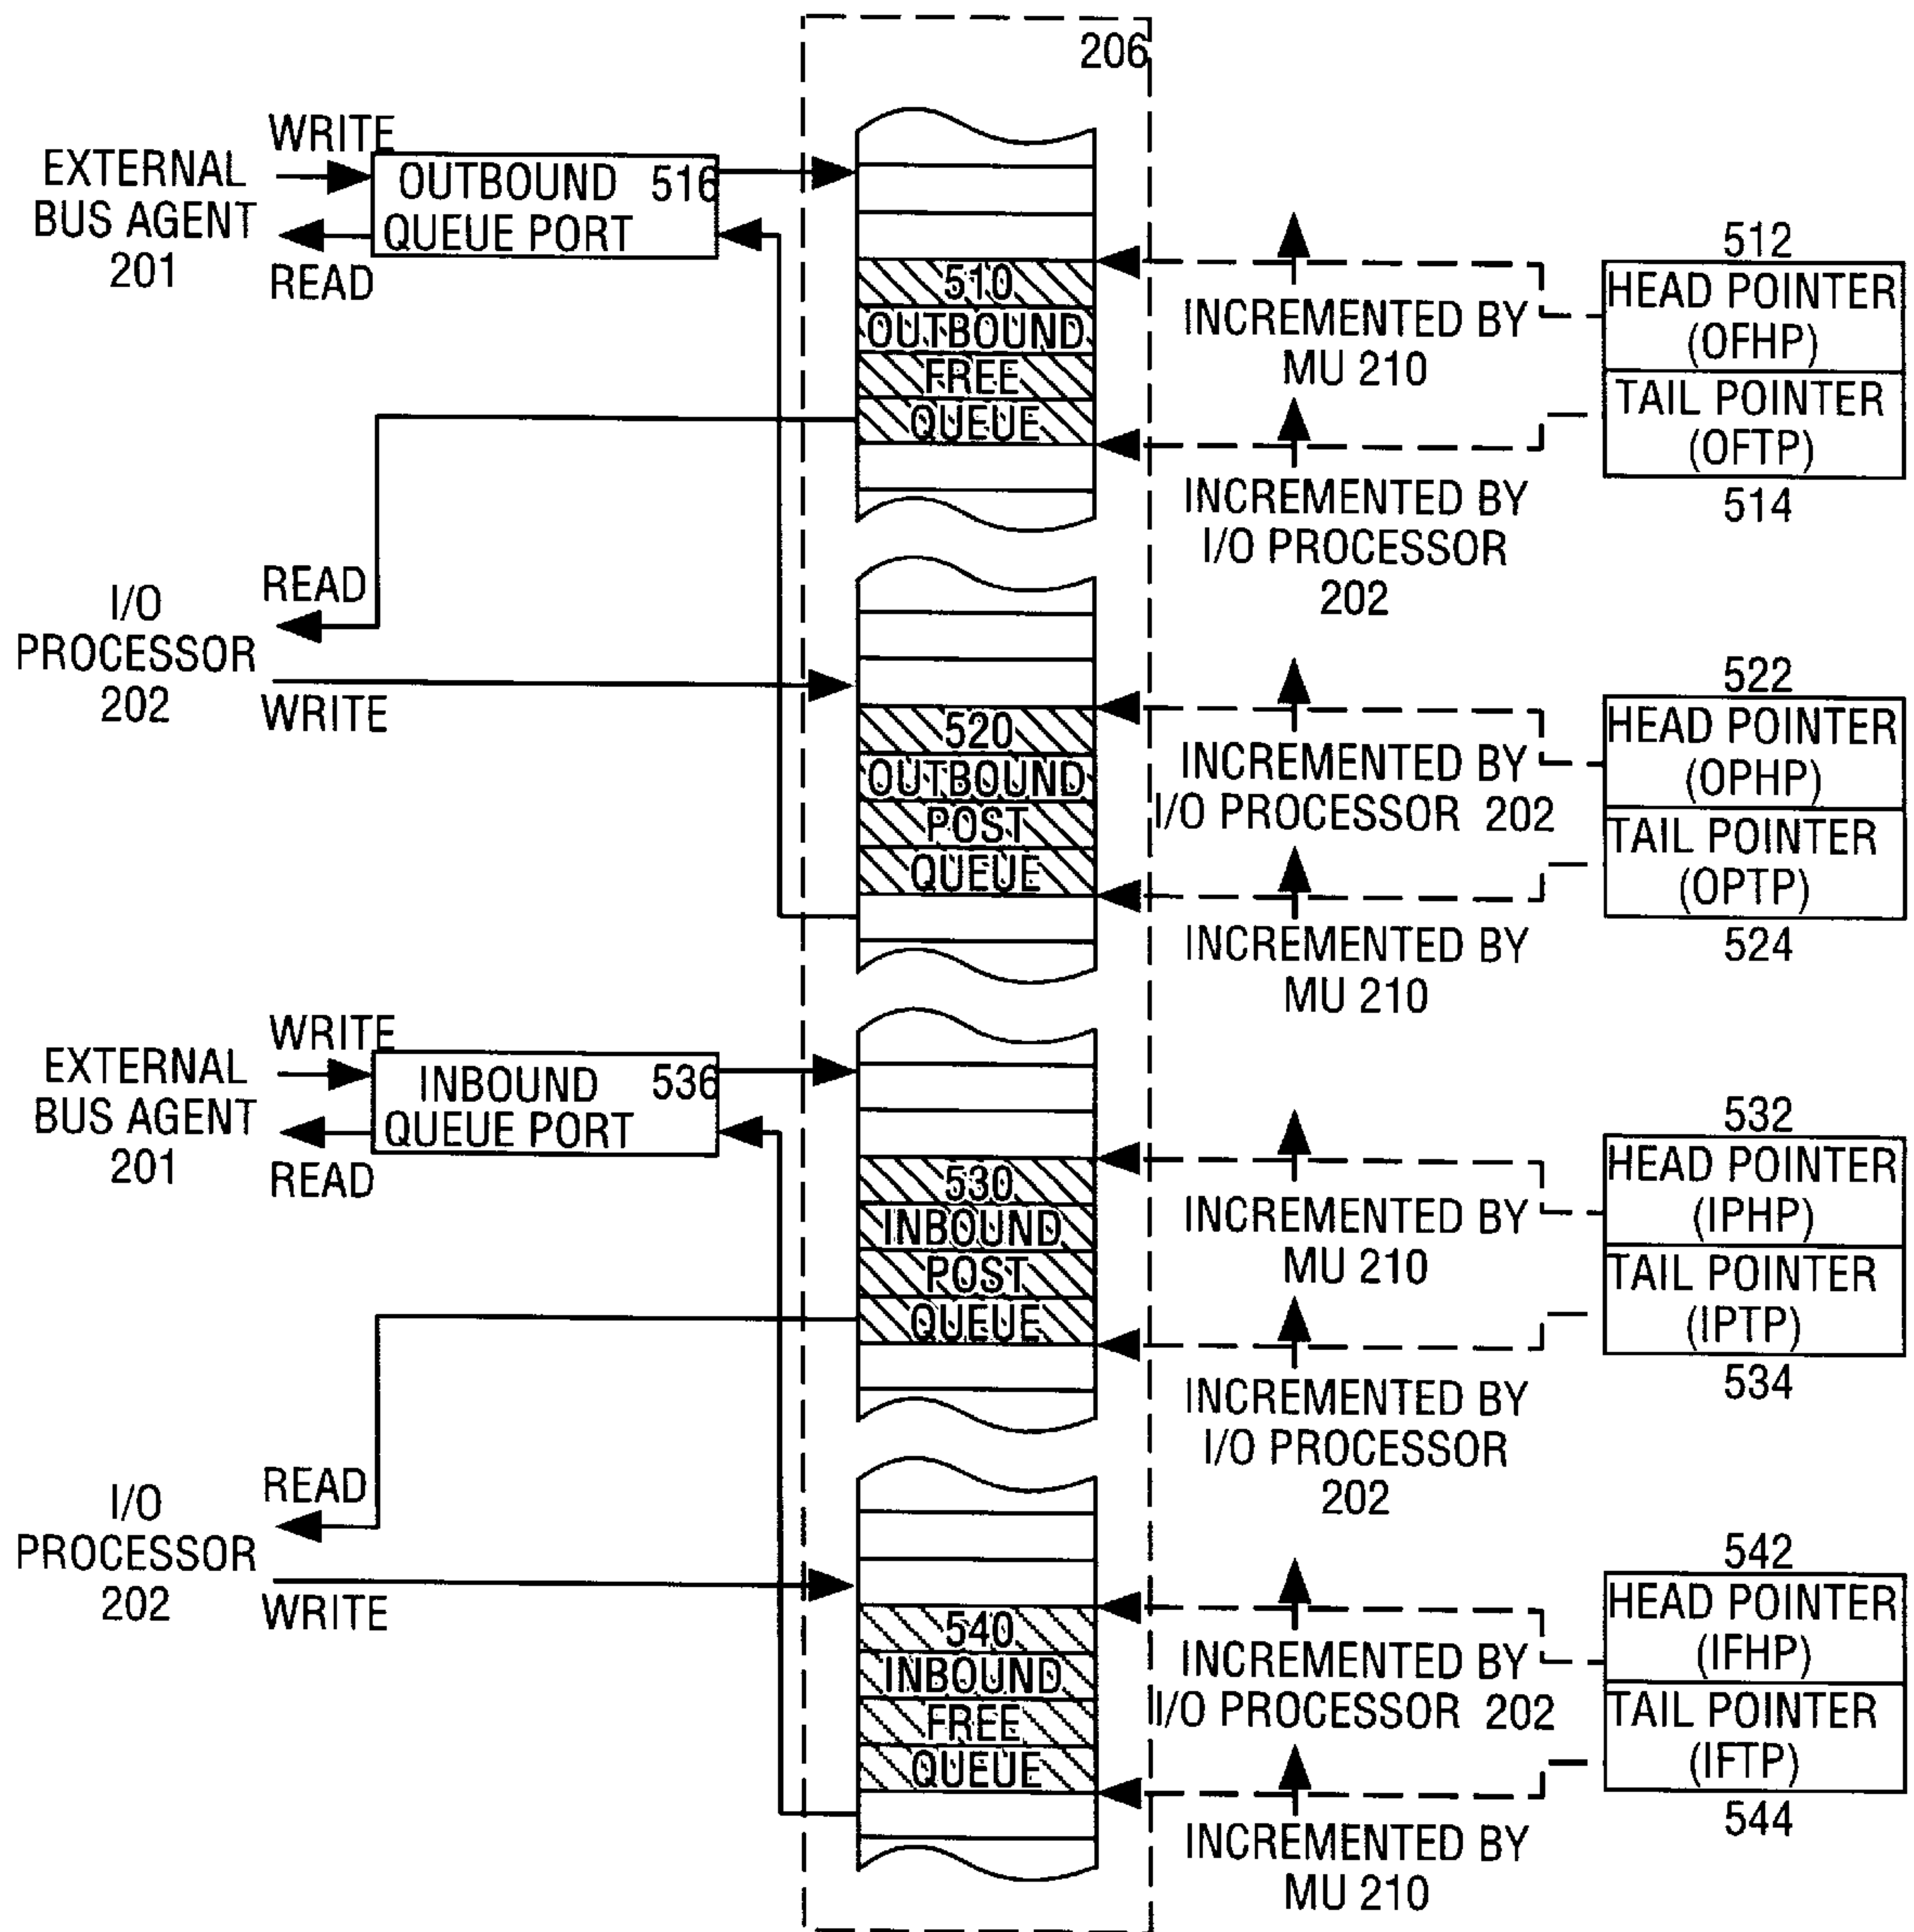 206
WRITE
EXTERNAL
BUS AGENT
201
READ
OUTBOUND 516
QUEUE PORT
510
OUTBOUND
FREE
QUEUE
INCREMENTED BY
MU 210
512
HEAD POINTER
(OFHP)
TAIL POINTER
(OFTP)
514
INCREMENTED BY
I/O PROCESSOR
202
READ
I/O
PROCESSOR
202
WRITE
520
OUTBOUND
POST
QUEUE
INCREMENTED BY
I/O PROCESSOR 202
522
HEAD POINTER
(OPHP)
TAIL POINTER
(OPTP)
524
INCREMENTED BY
MU 210
WRITE
EXTERNAL
BUS AGENT
201
READ
INBOUND 536
QUEUE PORT
530
INBOUND
POST
QUEUE
INCREMENTED BY
MU 210
532
HEAD POINTER
(IPHP)
TAIL POINTER
(IPTP)
534
INCREMENTED BY
I/O PROCESSOR
202
READ
I/O
PROCESSOR
202
WRITE
540
INBOUND
FREE
QUEUE
INCREMENTED BY
I/O PROCESSOR 202
542
HEAD POINTER
(IFHP)
TAIL POINTER
(IFTP)
544
INCREMENTED BY
MU 210